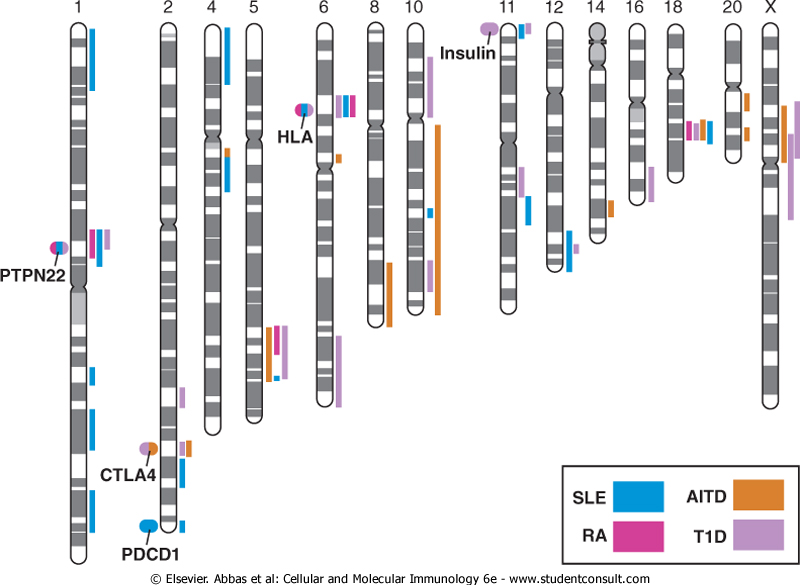 1 2 4 5 6 8 10 11 12 14 16 18 20 X
Insulin
HLA
PTPN22
CTLA4
PDCD1
SLE AITD
RA T1D
© Elsevier. Abbas et al: Cellular and Molecular Immunology 6e - www.studentconsult.com